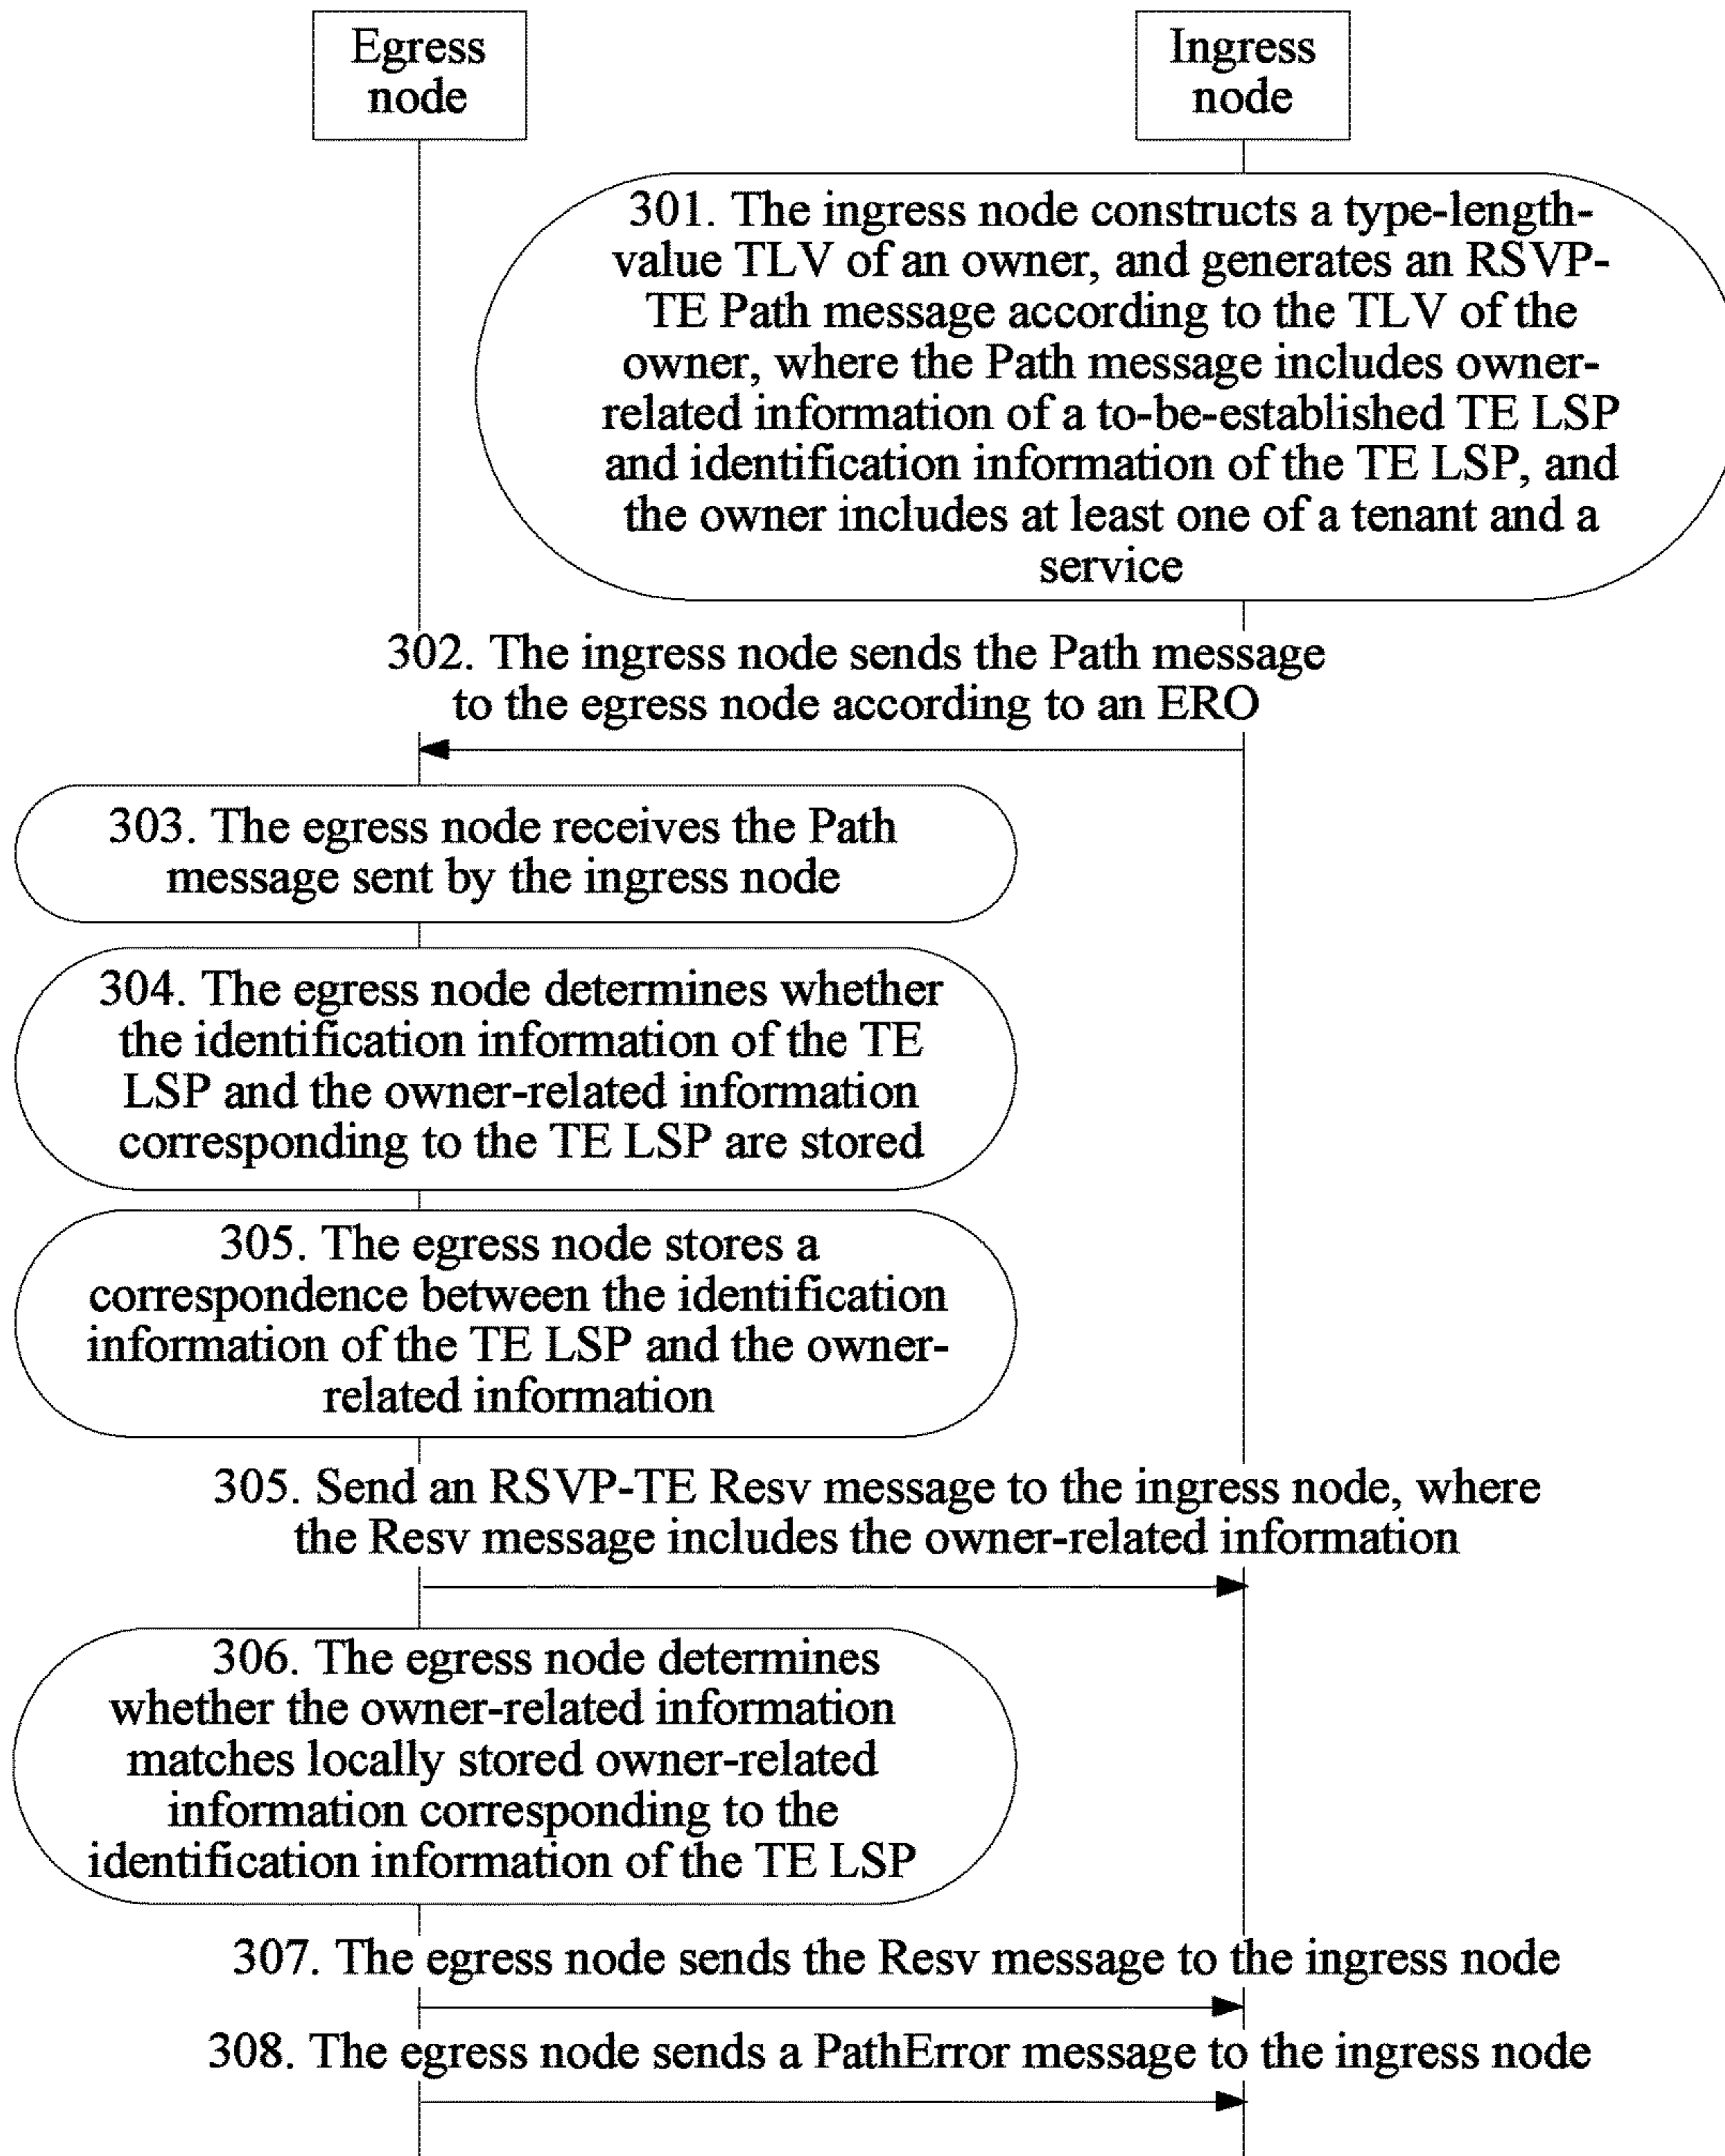 Egress
node
Ingress
node
301. The ingress node constructs a type-length-
value TLV of an owner, and generates an RSVP-
TE Path message according to the TLV of the
owner, where the Path message includes owner-
related information of a to-be-established TE LSP
and identification information of the TE LSP, and
the owner includes at least one of a tenant and a
service
302. The ingress node sends the Path message
to the egress node according to an ERO
303. The egress node receives the Path
message sent by the ingress node
304. The egress node determines whether
the identification information of the TE
LSP and the owner-related information
corresponding to the TE LSP are stored
305. The egress node stores a
correspondence between the identification
information of the TE LSP and the owner-
related information
305. Send an RSVP-TE Resv message to the ingress node, where
the Resv message includes the owner-related information
306. The egress node determines
whether the owner-related information
matches locally stored owner-related
information corresponding to the
identification information of the TE LSP
307. The egress node sends the Resv message to the ingress node
308. The egress node sends a PathError message to the ingress node